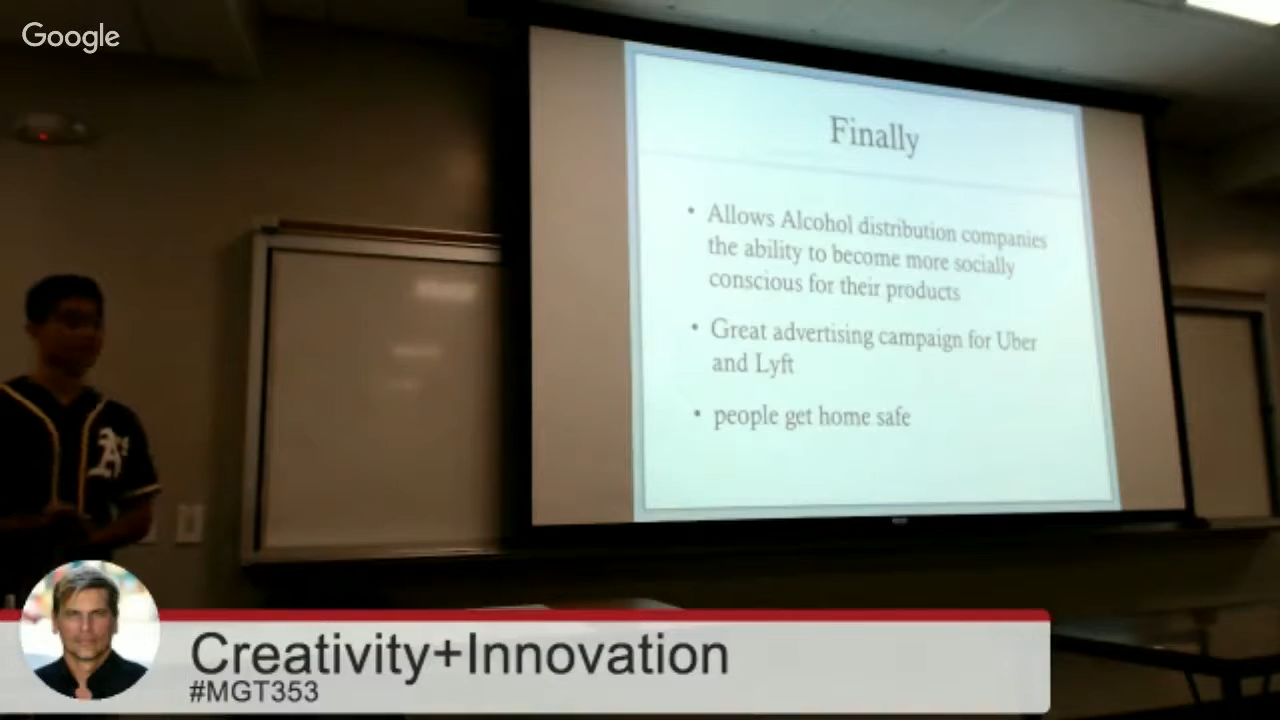 Google
Finally
• Allows Alcohol distribution companies
the ability to become more socially
conscious for their products
• Great advertising campaign for Uber
and Lyft
• people get home safe
A's
Creativity+Innovation
#MGT353